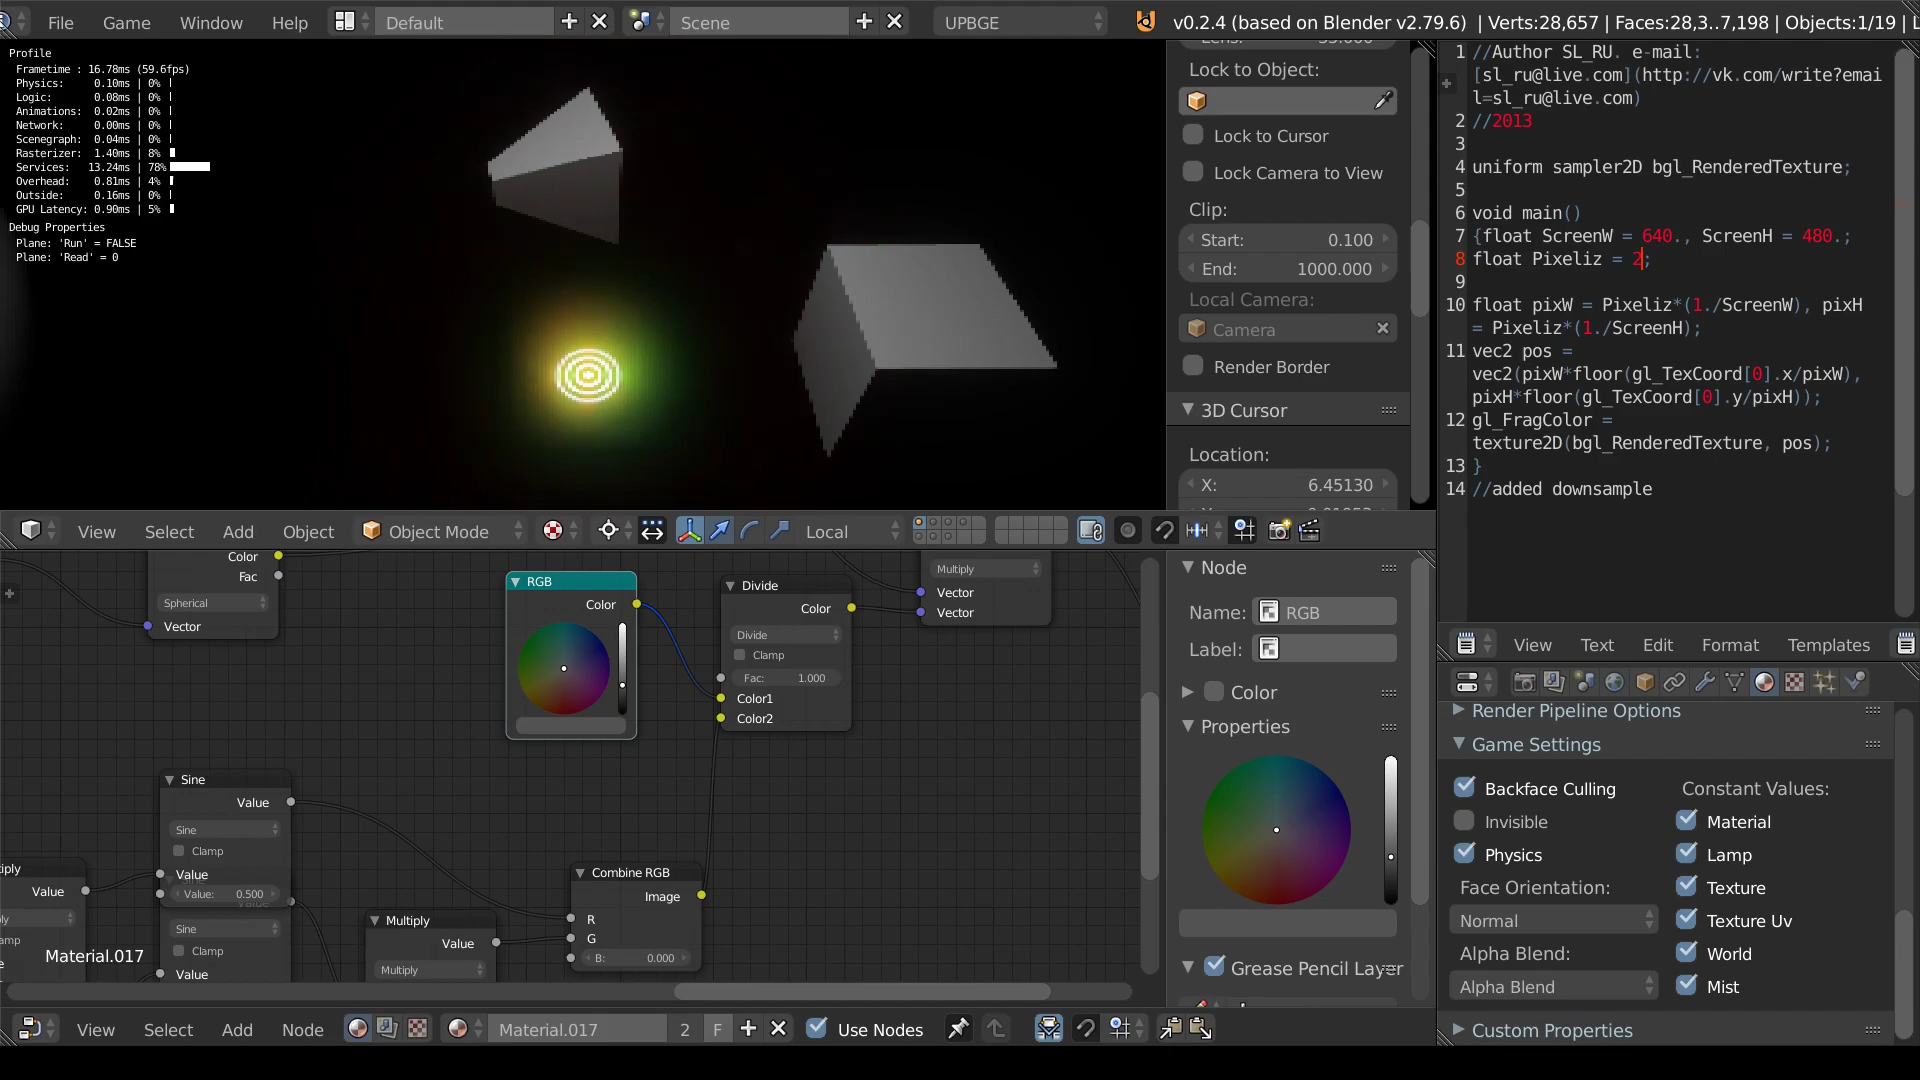 File Game Window Help Default Scene UPBGE v0.2.4 (based on Blender v2.79.6) | Verts:28,657 | Faces:28,3..7,198 | Objects:1/19 | L
Profile
Frametime : 16.78ms (59.6fps)
Physics: 0.10ms | 0% |
Logic: 0.08ms | 0% |
Animations: 0.02ms | 0% |
Network: 0.00ms | 0% |
Scenegraph: 0.04ms | 0% |
Rasterizer: 1.40ms | 8%
Services: 13.24ms | 78%
Overhead: 0.81ms | 4%
Outside: 0.16ms | 0% |
GPU Latency: 0.90ms | 5%
Debug Properties
Plane: 'Run' = FALSE
Plane: 'Read' = 0
Lock to Object:
Lock to Cursor
Lock Camera to View
Clip:
Start: 0.100
End: 1000.000
Local Camera:
Camera
Render Border
3D Cursor
Location:
X: 6.45130
1 //Author SL_RU. e-mail:
[sl_ru@live.com](http://vk.com/write?emai
l=sl_ru@live.com)
2 //2013
3
4 uniform sampler2D bgl_RenderedTexture;
5
6 void main()
7 {float ScreenW = 640., ScreenH = 480.;
8 float Pixeliz = 2;
9
10 float pixW = Pixeliz*(1./ScreenW), pixH
= Pixeliz*(1./ScreenH);
11 vec2 pos =
vec2(pixW*floor(gl_TexCoord[0].x/pixW),
pixH*floor(gl_TexCoord[0].y/pixH));
12 gl_FragColor =
texture2D(bgl_RenderedTexture, pos);
13 }
14 //added downsample
View Select Add Object Object Mode Local
Color
Fac
Spherical
Vector
RGB
Color
Divide
Color
Divide
Clamp
Fac: 1.000
Color1
Color2
Multiply
Vector
Vector
Sine
Value
Sine
Clamp
Value
Value: 0.500
Sine
Clamp
Value
iply
Value
Material.017
Multiply
Value
Multiply
Combine RGB
Image
R
G
B: 0.000
Node
Name: RGB
Label:
Color
Properties
Grease Pencil Layer
View Text Edit Format Templates
Render Pipeline Options
Game Settings
Backface Culling Constant Values:
Invisible Material
Physics Lamp
Face Orientation: Texture
Normal Texture Uv
Alpha Blend: World
Alpha Blend Mist
Custom Properties
View Select Add Node Material.017 2 F Use Nodes